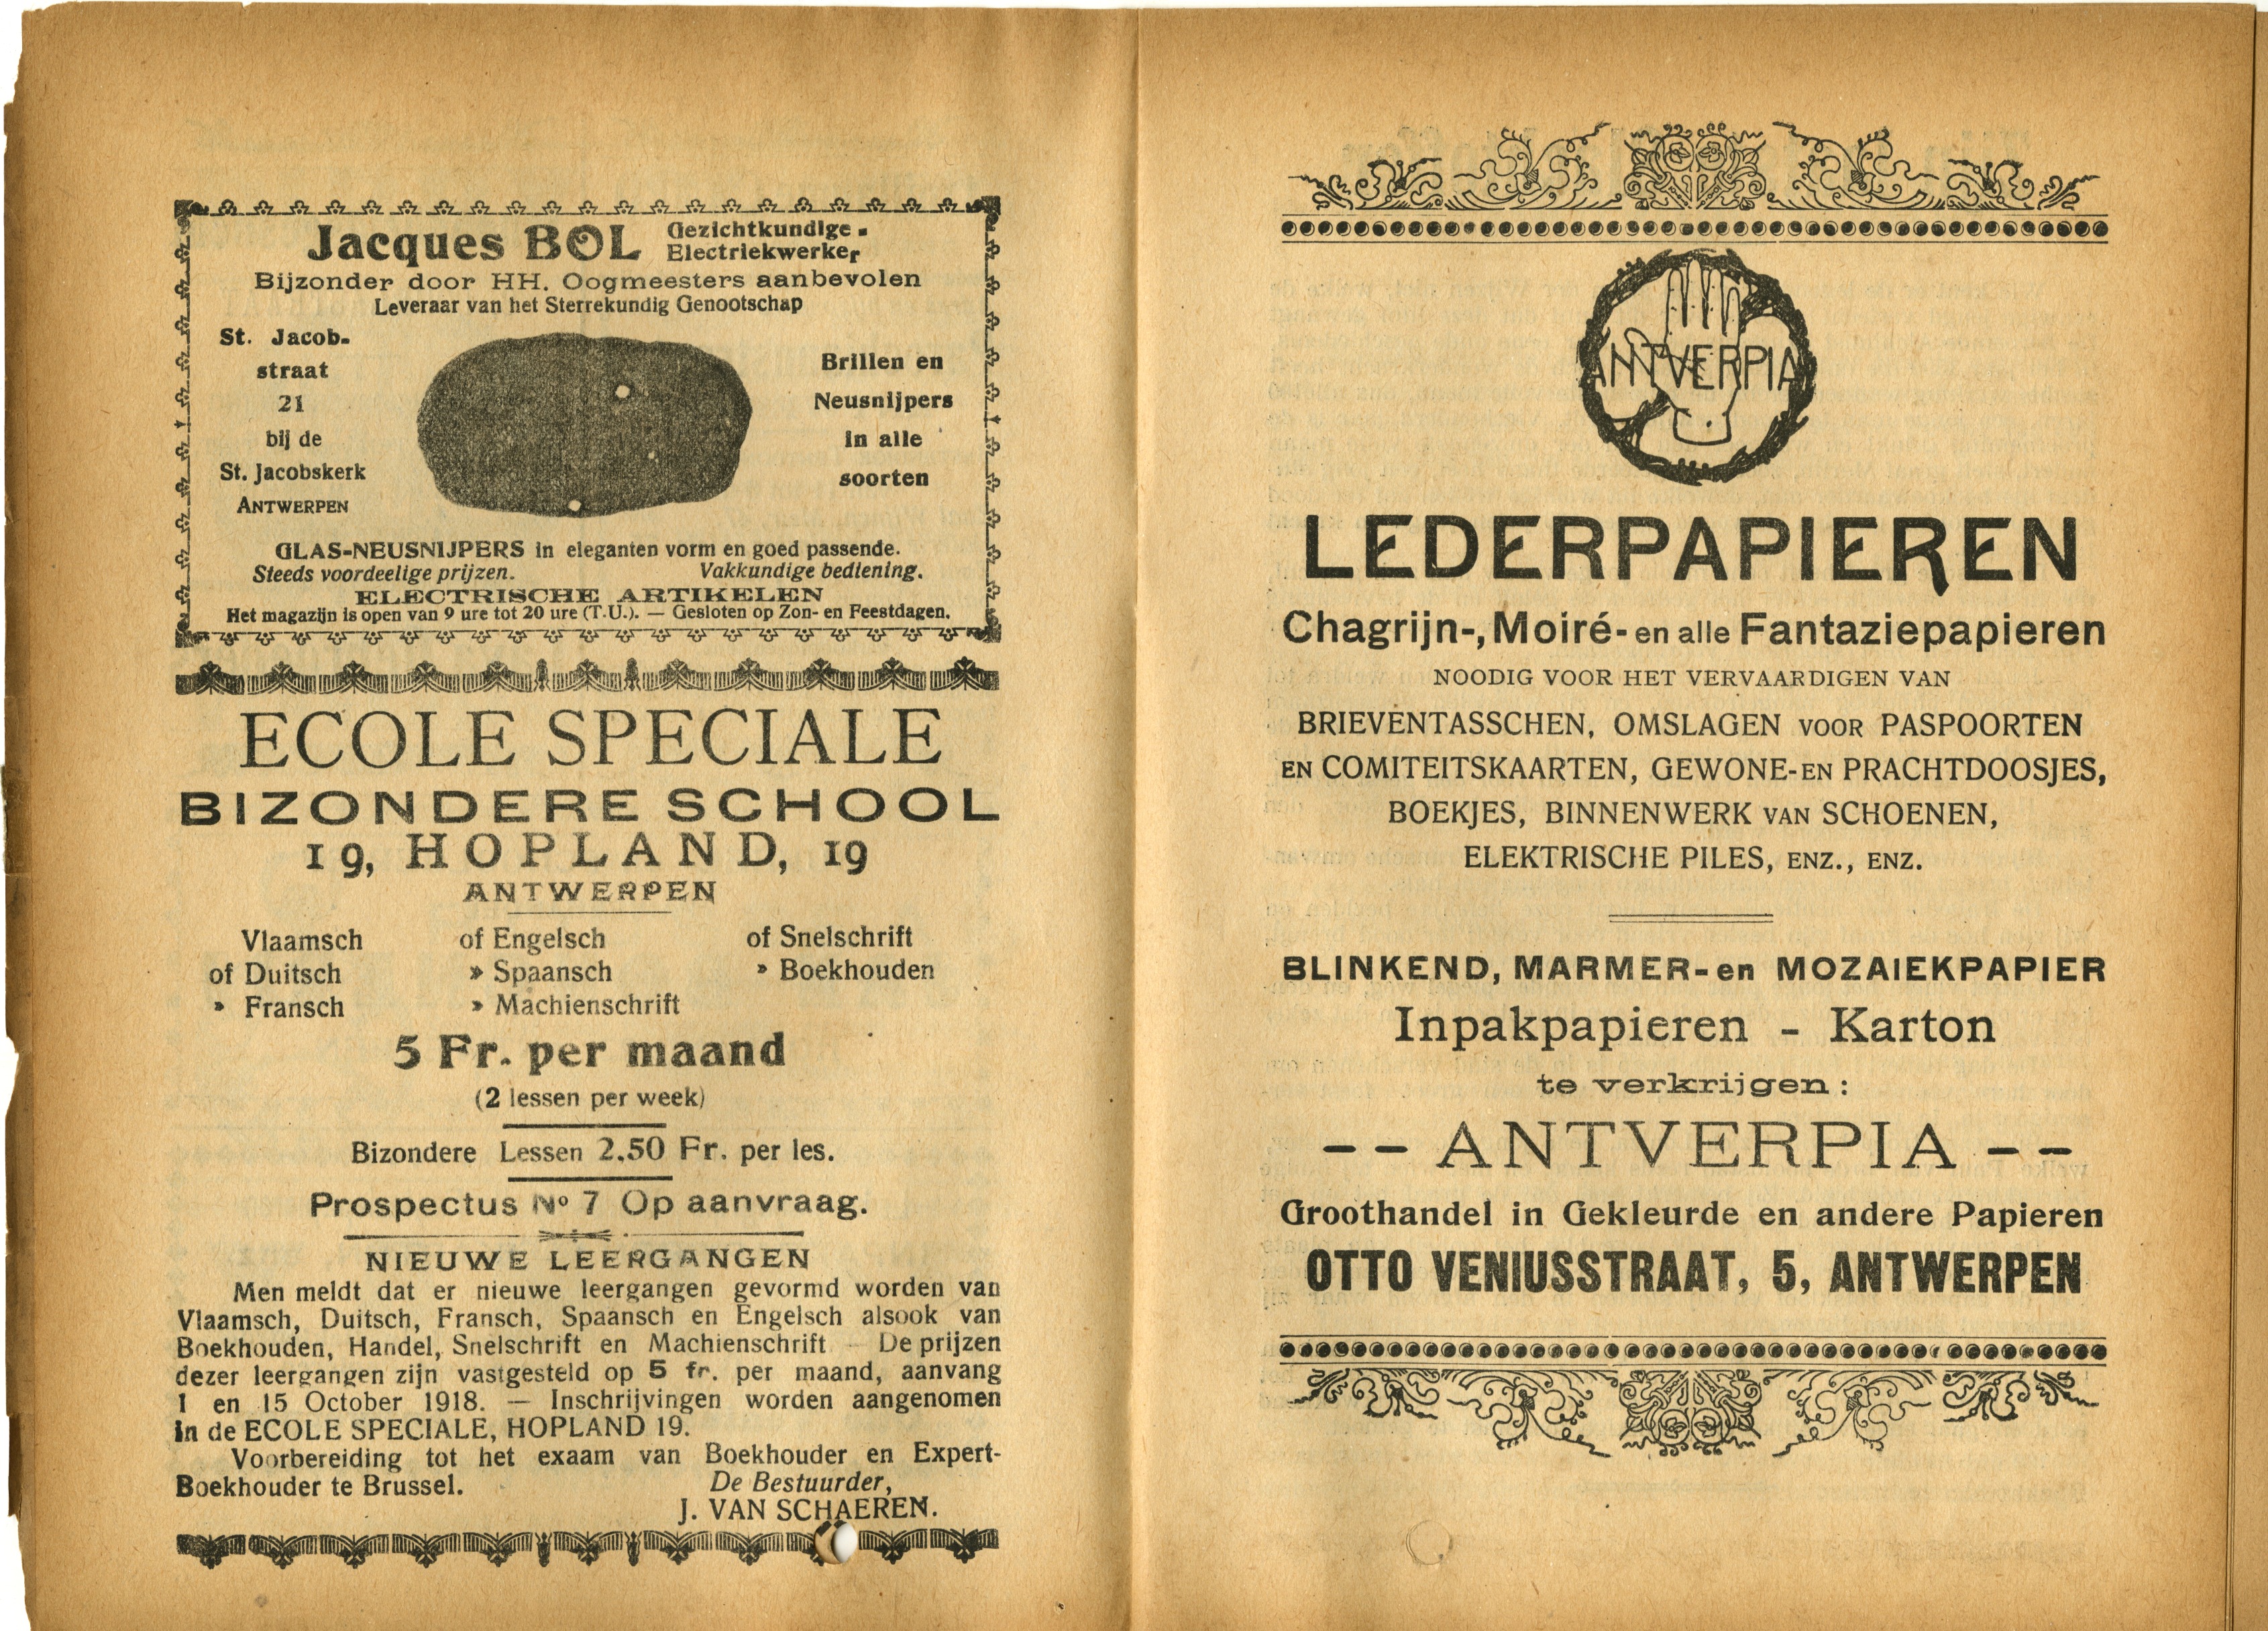 Jacques BOL
Gezichtkundige -
Electriekwerker
Bijzonder door HH. Oogmeesters aanbevolen
Leveraar van het Sterrekundig Genootschap
St. Jacob-
straat
21
bij de
St. Jacobskerk
ANTWERPEN
Brillen en
Neusnijpers
in alle
soorten
GLAS-NEUSNIJPERS in eleganten vorm en goed passende.
Steeds voordeelige prijzen. Vakkundige bediening.
ELECTRISCHE ARTIKELEN
Het magazijn is open van 9 ure tot 20 ure (T.U.). — Gesloten op Zon- en Feestdagen.
ECOLE SPECIALE
BIZONDERE SCHOOL
19, HOPLAND, 19
ANTWERPEN
Vlaamsch of Engelsch of Snelschrift
of Duitsch » Spaansch » Boekhouden
» Fransch » Machienschrift
5 Fr. per maand
(2 lessen per week)
Bizondere Lessen 2.50 Fr. per les.
Prospectus Nº 7 Op aanvraag.
NIEUWE LEERGANGEN
Men meldt dat er nieuwe leergangen gevormd worden van
Vlaamsch, Duitsch, Fransch, Spaansch en Engelsch alsook van
Boekhouden, Handel, Snelschrift en Machienschrift — De prijzen
dezer leergangen zijn vastgesteld op 5 fr. per maand, aanvang
1 en 15 October 1918. — Inschrijvingen worden aangenomen
in de ECOLE SPECIALE, HOPLAND 19.
Voorbereiding tot het exaam van Boekhouder en Expert-
Boekhouder te Brussel. De Bestuurder,
J. VAN SCHAEREN.
ANTVERPIA
LEDERPAPIEREN
Chagrijn-, Moiré- en alle Fantaziepapieren
NOODIG VOOR HET VERVAARDIGEN VAN
BRIEVENTASSCHEN, OMSLAGEN VOOR PASPOORTEN
EN COMITEITSKAARTEN, GEWONE- EN PRACHTDOOSJES,
BOEKJES, BINNENWERK VAN SCHOENEN,
ELEKTRISCHE PILES, ENZ., ENZ.
BLINKEND, MARMER- en MOZAIEKPAPIER
Inpakpapieren - Karton
te verkrijgen :
-- ANTVERPIA --
Groothandel in Gekleurde en andere Papieren
OTTO VENIUSSTRAAT, 5, ANTWERPEN